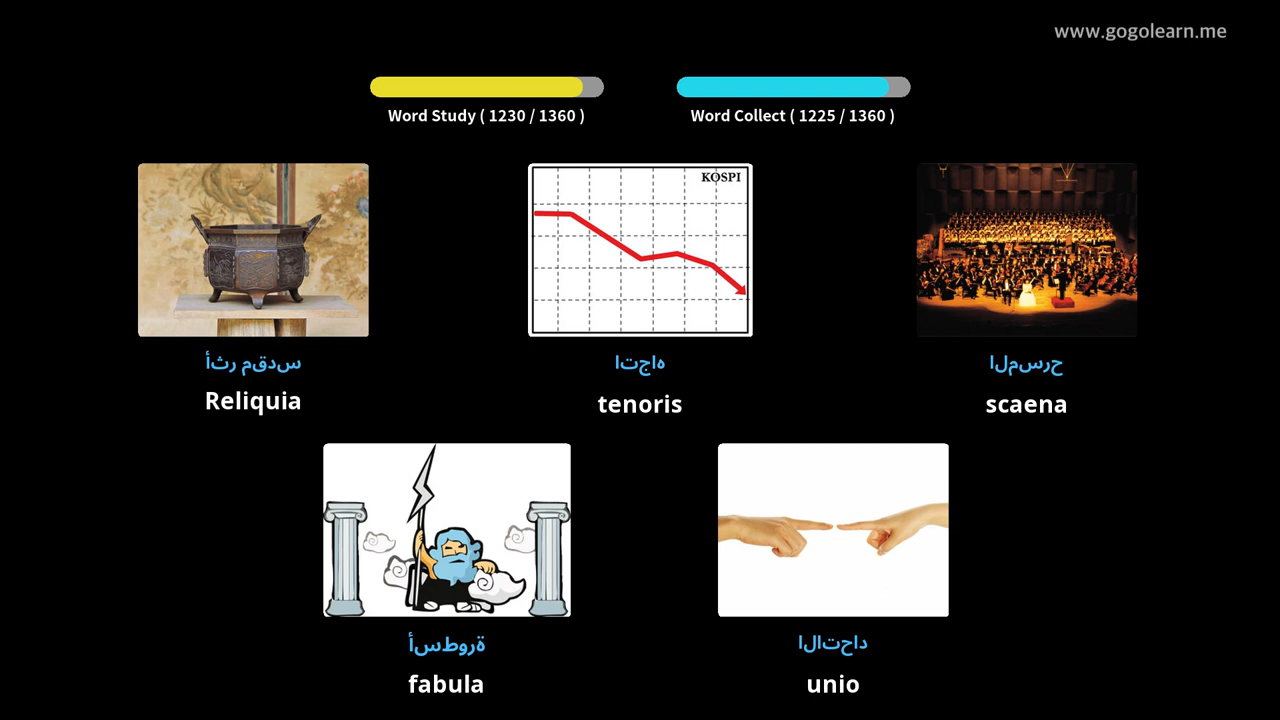 www.gogolearn.me
Word Study ( 1230 / 1360 )
Word Collect ( 1225 / 1360 )
أثر مقدس
Reliquia
اتجاه
tenoris
المسرح
scaena
KOSPI
أسطورة
fabula
الاتحاد
unio